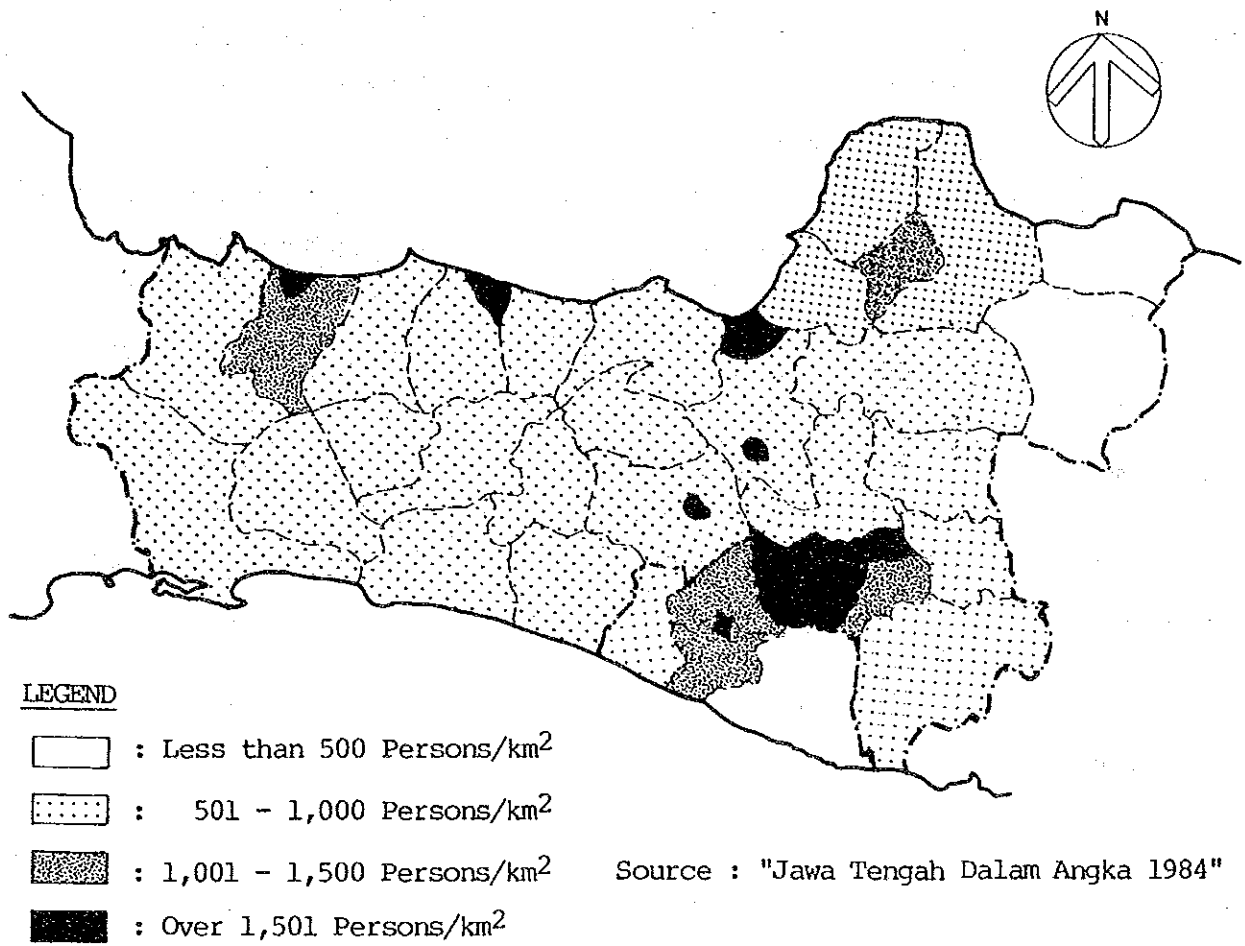 N
LEGEND
: Less than 500 Persons/km²
: 501 - 1,000 Persons/km²
: 1,001 - 1,500 Persons/km²
: Over 1,501 Persons/km²
Source : "Jawa Tengah Dalam Angka 1984"